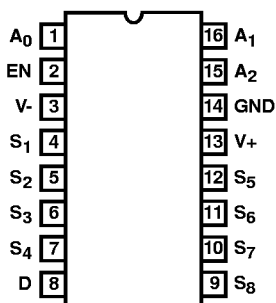 A0 1 16 A1
EN 2 15 A2
V- 3 14 GND
S1 4 13 V+
S2 5 12 S5
S3 6 11 S6
S4 7 10 S7
D 8 9 S8